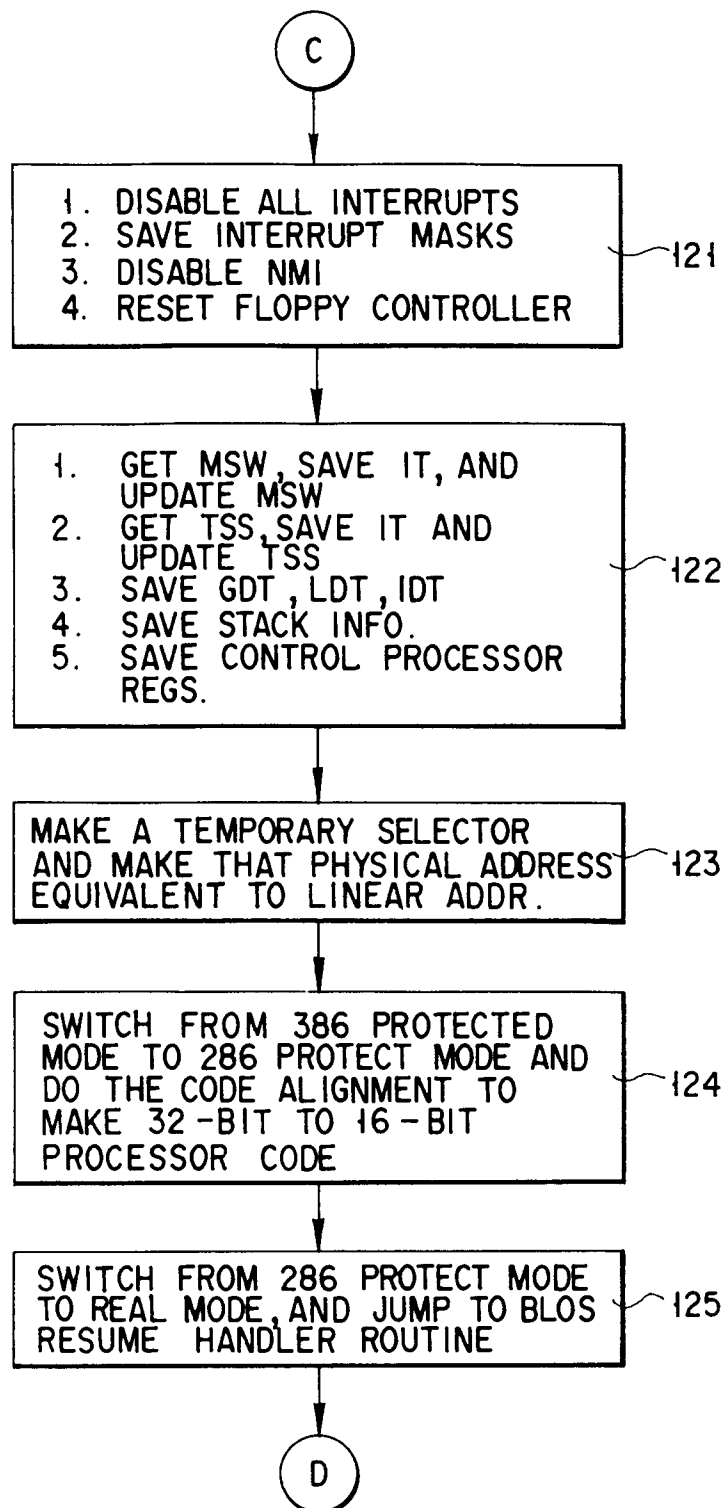 C
1. DISABLE ALL INTERRUPTS
2. SAVE INTERRUPT MASKS
3. DISABLE NMI
4. RESET FLOPPY CONTROLLER
121
1. GET MSW, SAVE IT, AND
UPDATE MSW
2. GET TSS, SAVE IT AND
UPDATE TSS
3. SAVE GDT, LDT, IDT
4. SAVE STACK INFO.
5. SAVE CONTROL PROCESSOR
REGS.
122
MAKE A TEMPORARY SELECTOR
AND MAKE THAT PHYSICAL ADDRESS
EQUIVALENT TO LINEAR ADDR.
123
SWITCH FROM 386 PROTECTED
MODE TO 286 PROTECT MODE AND
DO THE CODE ALIGNMENT TO
MAKE 32-BIT TO 16-BIT
PROCESSOR CODE
124
SWITCH FROM 286 PROTECT MODE
TO REAL MODE, AND JUMP TO BLOS
RESUME HANDLER ROUTINE
125
D